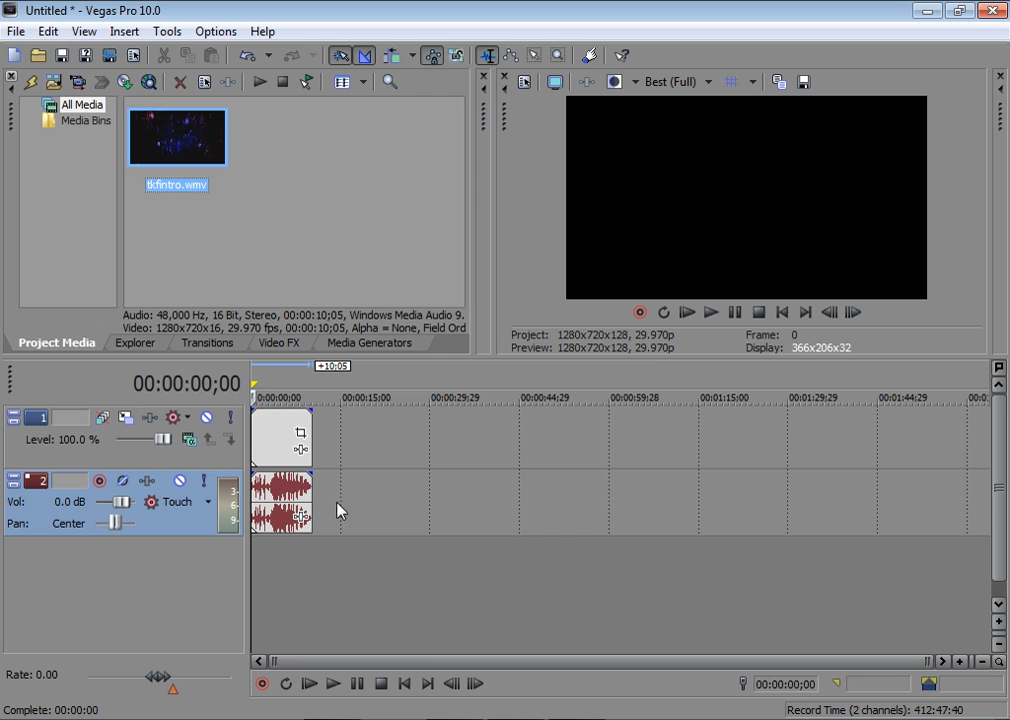 Untitled * - Vegas Pro 10.0
File Edit View Insert Tools Options Help
All Media
Media Bins
tkfintro.wmv
Best (Full)
Audio: 48,000 Hz, 16 Bit, Stereo, 00:00:10;05, Windows Media Audio 9.
Video: 1280x720x16, 29.970 fps, 00:00:10;05, Alpha = None, Field Ord
Project Media Explorer Transitions Video FX Media Generators
Project: 1280x720x128, 29.970p Frame: 0
Preview: 1280x720x128, 29.970p Display: 366x206x32
+10;05
00:00:00;00
0:00:00;00 00:00:15;00 00:00:29;29 00:00:44;29 00:00:59;28 00:01:15;00 00:01:29;29 00:01:44;29 00:0
1
Level: 100.0 %
2
Vol: 0.0 dB Touch
Pan: Center
3-
6-
9-
Rate: 0.00
00:00:00;00
Complete: 00:00:00
Record Time (2 channels): 412:47:40